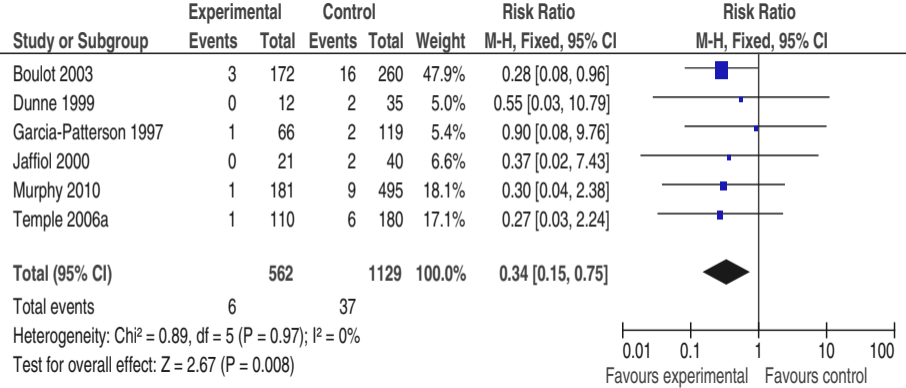 Experimental Control Risk Ratio Risk Ratio
Study or Subgroup Events Total Events Total Weight M-H, Fixed, 95% CI M-H, Fixed, 95% CI
Boulot 2003 3 172 16 260 47.9% 0.28 [0.08, 0.96]
Dunne 1999 0 12 2 35 5.0% 0.55 [0.03, 10.79]
Garcia-Patterson 1997 1 66 2 119 5.4% 0.90 [0.08, 9.76]
Jaffiol 2000 0 21 2 40 6.6% 0.37 [0.02, 7.43]
Murphy 2010 1 181 9 495 18.1% 0.30 [0.04, 2.38]
Temple 2006a 1 110 6 180 17.1% 0.27 [0.03, 2.24]
Total (95% CI) 562 1129 100.0% 0.34 [0.15, 0.75]
Total events 6 37
Heterogeneity: Chi² = 0.89, df = 5 (P = 0.97); I² = 0%
Test for overall effect: Z = 2.67 (P = 0.008)
0.01 0.1 1 10 100
Favours experimental Favours control